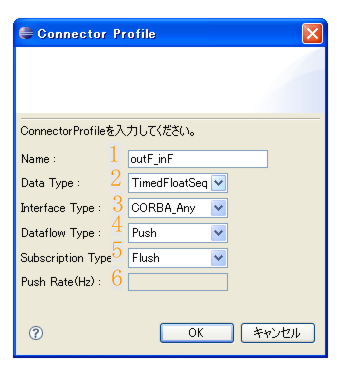 Connector Profile
ConnectorProfileを入力してください。
Name : 1 outF_inF
Data Type : 2 TimedFloatSeq
Interface Type : 3 CORBA_Any
Dataflow Type : 4 Push
Subscription Type 5 Flush
Push Rate(Hz) : 6
? OK キャンセル